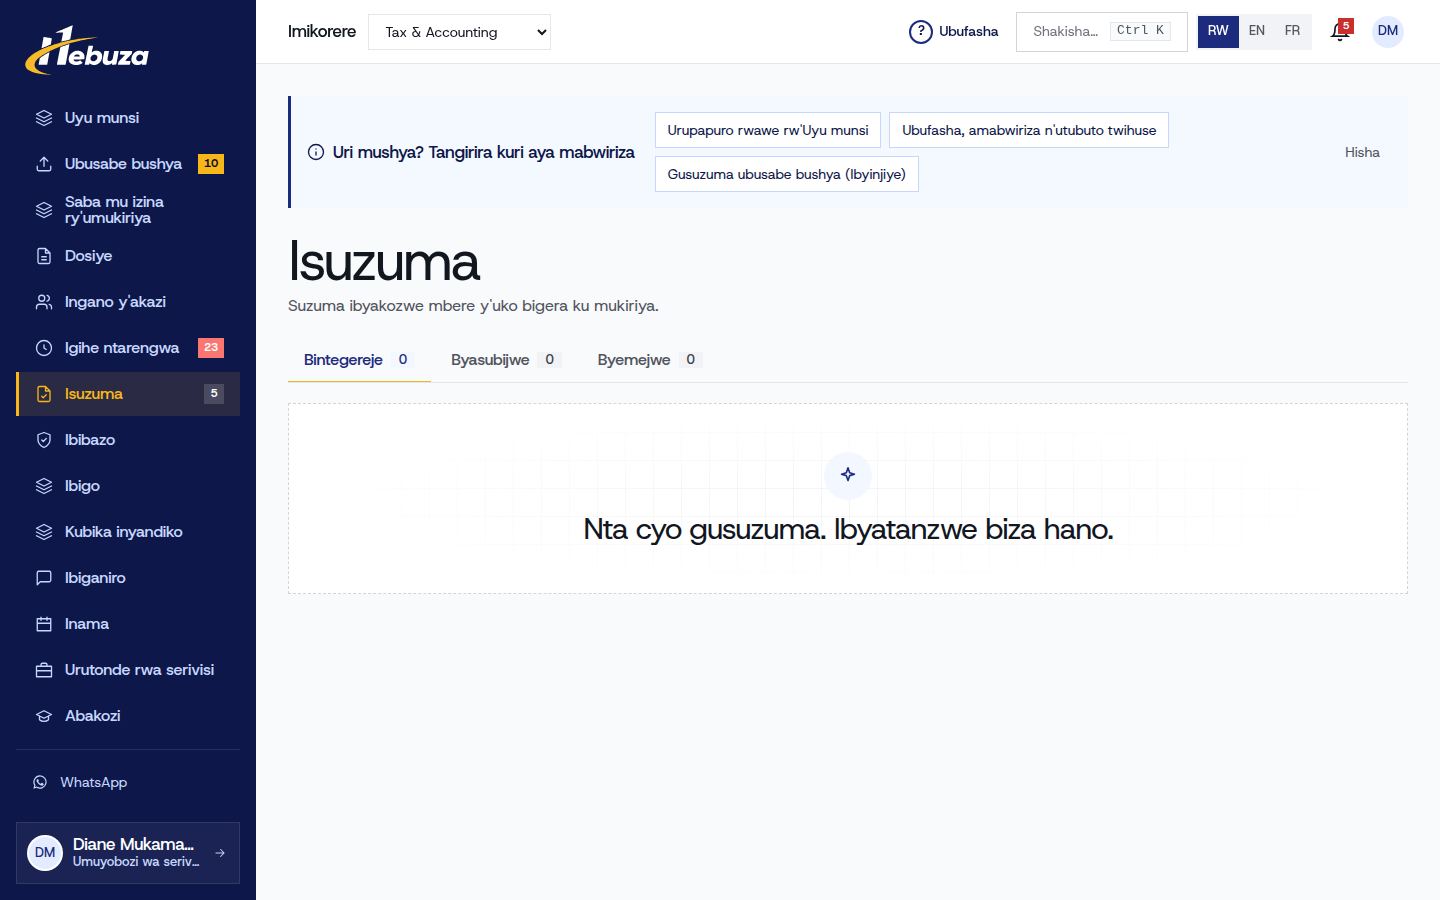 Hebuza
Uyu munsi
Ubusabe bushya 10
Saba mu izina
ry'umukiriya
Dosiye
Ingano y'akazi
Igihe ntarengwa 23
Isuzuma 5
Ibibazo
Ibigo
Kubika inyandiko
Ibiganiro
Inama
Urutonde rwa serivisi
Abakozi
WhatsApp
DM Diane Mukama...
Umuyobozi wa seriv...
Imikorere Tax & Accounting ? Ubufasha Shakisha... Ctrl K RW EN FR 5 DM
Uri mushya? Tangirira kuri aya mabwiriza
Urupapuro rwawe rw'Uyu munsi
Ubufasha, amabwiriza n'utubuto twihuse
Gusuzuma ubusabe bushya (Ibyinjiye)
Hisha
Isuzuma
Suzuma ibyakozwe mbere y'uko bigera ku mukiriya.
Bintegereje 0 Byasubijwe 0 Byemejwe 0
Nta cyo gusuzuma. Ibyatanzwe biza hano.